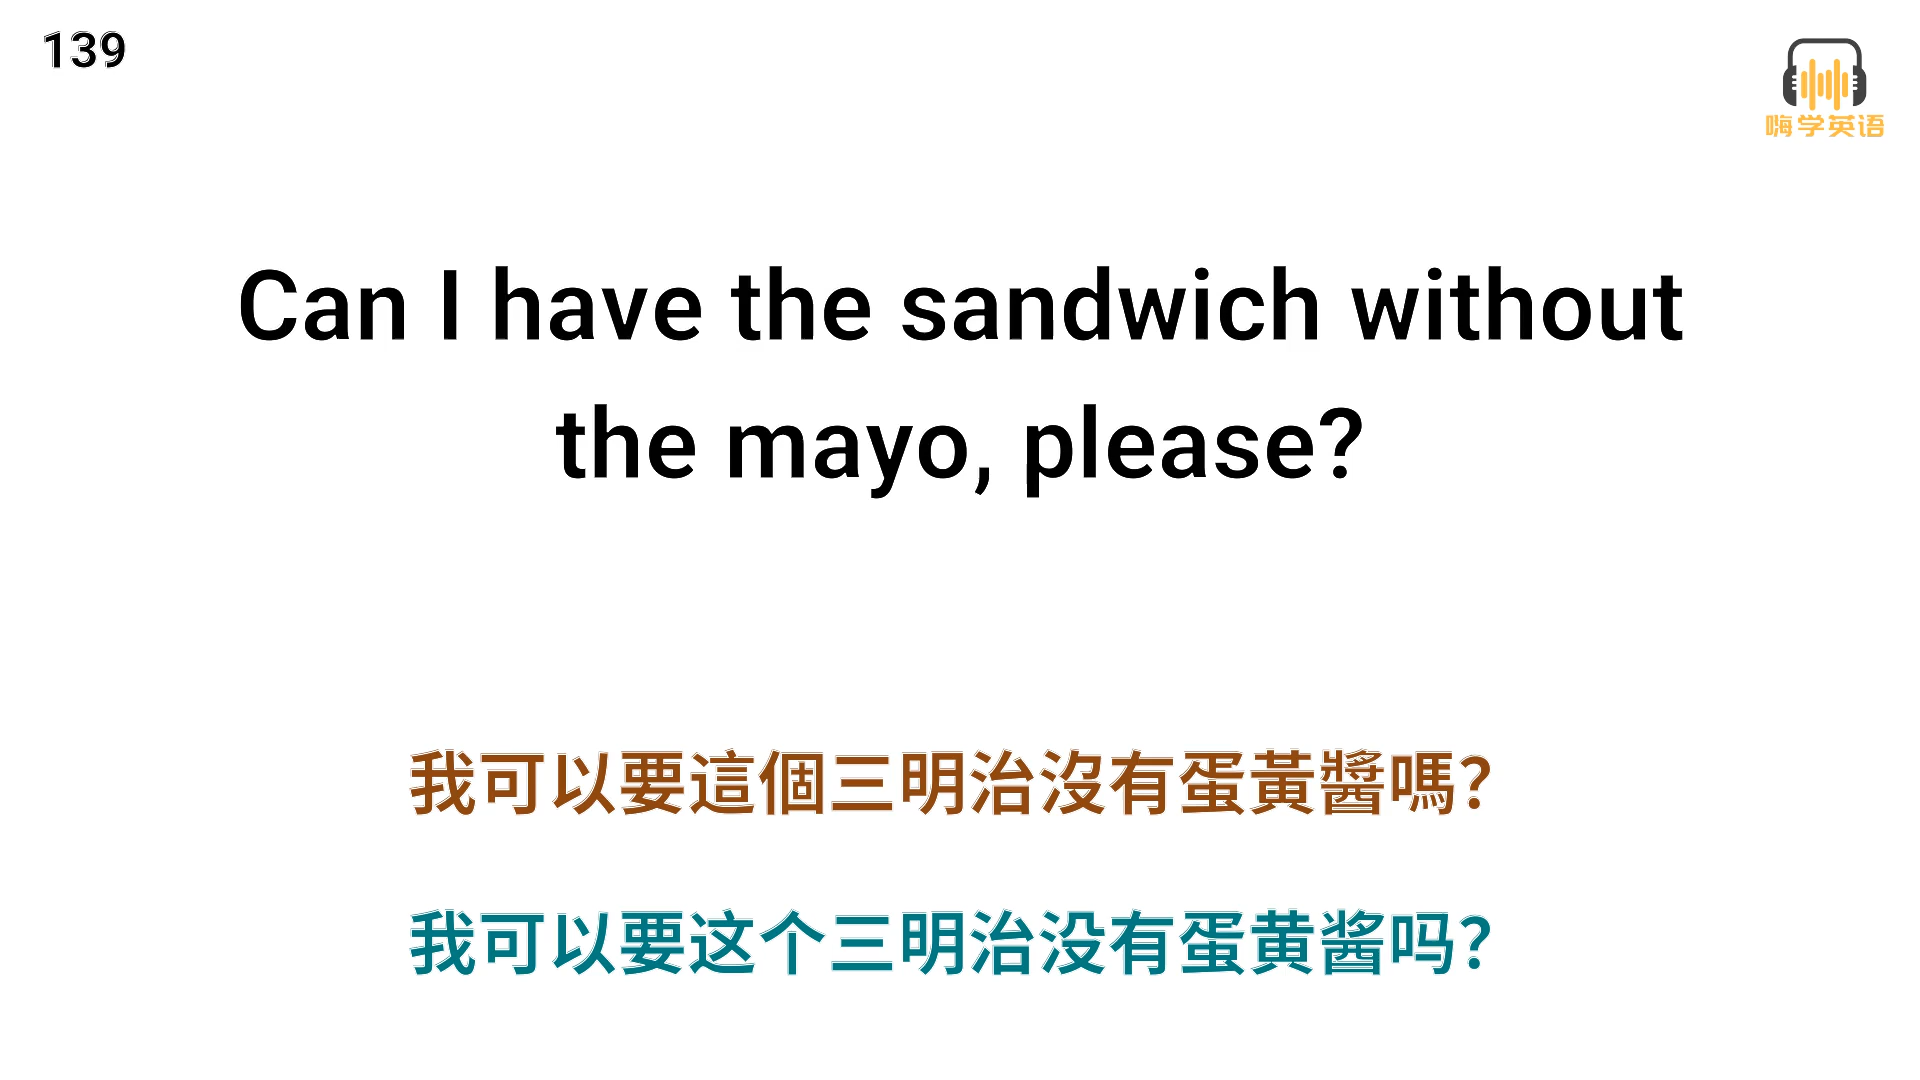 139
嗨学英语
Can I have the sandwich without
the mayo, please?
我可以要這個三明治沒有蛋黃醬嗎?
我可以要这个三明治没有蛋黄酱吗?